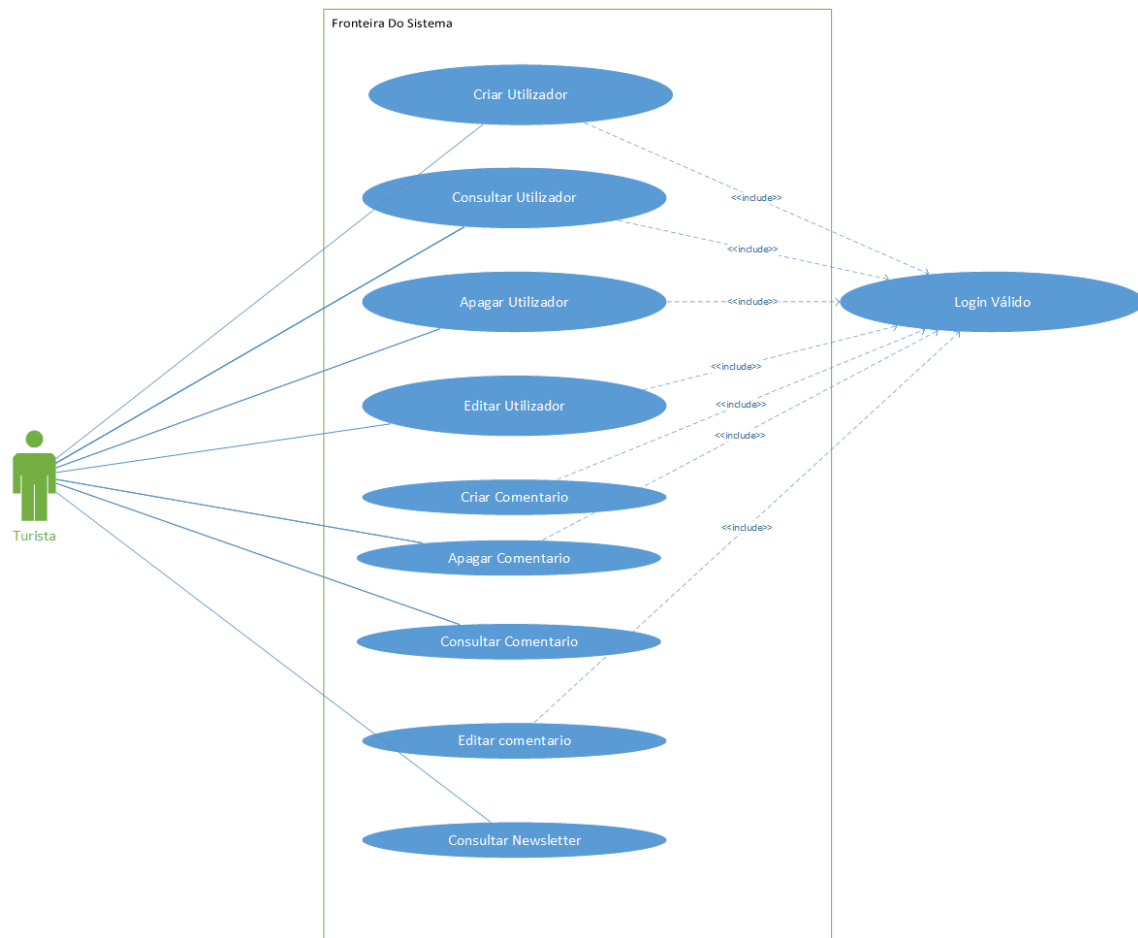 Fronteira Do Sistema
Criar Utilizador
Consultar Utilizador
<<include>>
<<include>>
Apagar Utilizador
<<include>>
Login Válido
<<include>>
Editar Utilizador
<<include>>
<<include>>
Turista
Criar Comentario
<<include>>
Apagar Comentario
Consultar Comentario
Editar comentario
Consultar Newsletter